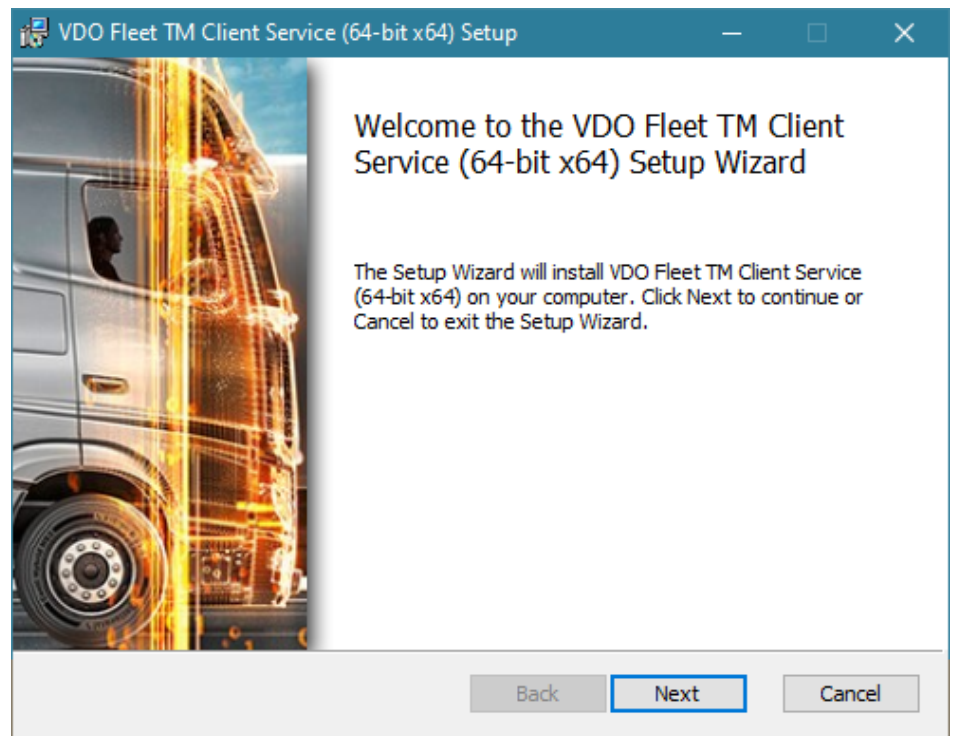 VDO Fleet TM Client Service (64-bit x64) Setup
Welcome to the VDO Fleet TM Client
Service (64-bit x64) Setup Wizard
The Setup Wizard will install VDO Fleet TM Client Service
(64-bit x64) on your computer. Click Next to continue or
Cancel to exit the Setup Wizard.
Back
Next
Cancel